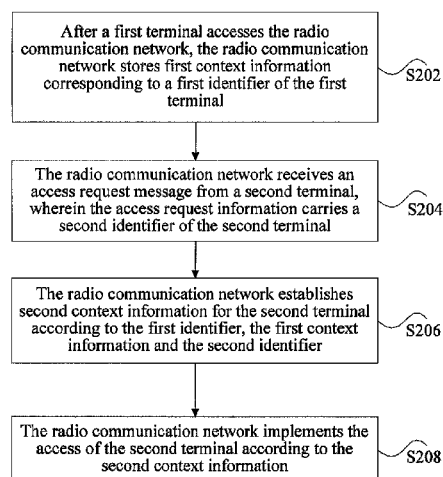 After a first terminal accesses the radio
communication network, the radio communication
network stores first context information
corresponding to a first identifier of the first
terminal
S202
The radio communication network receives an
access request message from a second terminal,
wherein the access request information carries a
second identifier of the second terminal
S204
The radio communication network establishes
second context information for the second terminal
according to the first identifier, the first context
information and the second identifier
S206
The radio communication network implements the
access of the second terminal according to the
second context information
S208